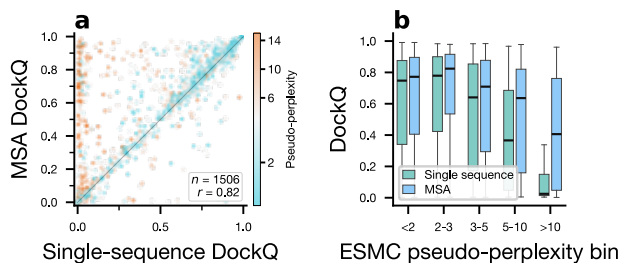 a
MSA DockQ
1.0
0.8
0.6
0.4
0.2
0.0
0.0
0.5
1.0
n = 1506
r = 0.82
Single-sequence DockQ
14
10
6
2
Pseudo-perplexity
b
DockQ
1.0
0.8
0.6
0.4
0.2
0.0
Single sequence
MSA
<2
2-3
3-5
5-10
>10
ESMC pseudo-perplexity bin